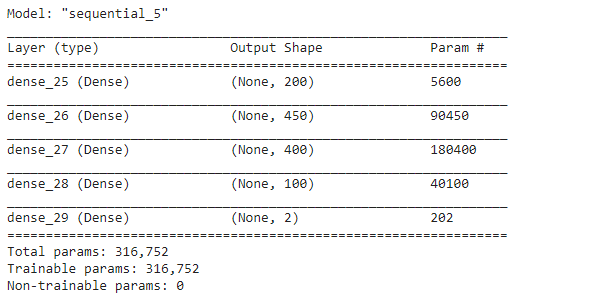 Model: "sequential_5"
_________________________________________________________________
Layer (type)                 Output Shape              Param #
=================================================================
dense_25 (Dense)             (None, 200)               5600
_________________________________________________________________
dense_26 (Dense)             (None, 450)               90450
_________________________________________________________________
dense_27 (Dense)             (None, 400)               180400
_________________________________________________________________
dense_28 (Dense)             (None, 100)               40100
_________________________________________________________________
dense_29 (Dense)             (None, 2)                 202
=================================================================
Total params: 316,752
Trainable params: 316,752
Non-trainable params: 0